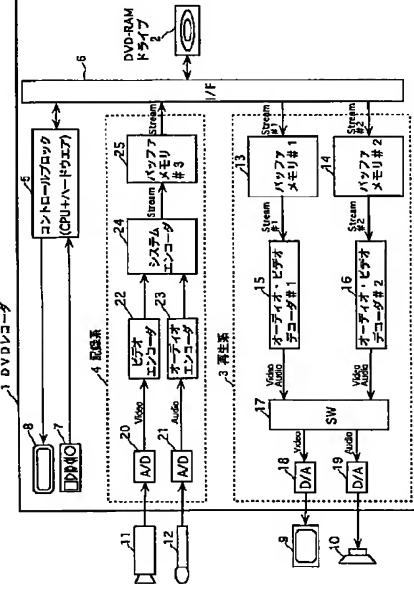 1 DVDレコーダ
8
7
5
コントロールブロック
(CPU+ハードウエア)
6
I/F
DVD-RAM
ドライブ
2
4 記録系
11
12
20
A/D
21
A/D
Video
Audio
22
ビデオ
エンコーダ
23
オーディオ
エンコーダ
24
システム
エンコーダ
Stream
25
バッファ
メモリ
#3
Stream
3 再生系
Stream
#1
Stream
#2
13
バッファ
メモリ#1
14
バッファ
メモリ#2
Stream
#1
Stream
#2
15
オーディオ・ビデオ
デコーダ#1
16
オーディオ・ビデオ
デコーダ#2
Video
Audio
Video
Audio
17
SW
Video
Audio
18
D/A
19
D/A
9
10